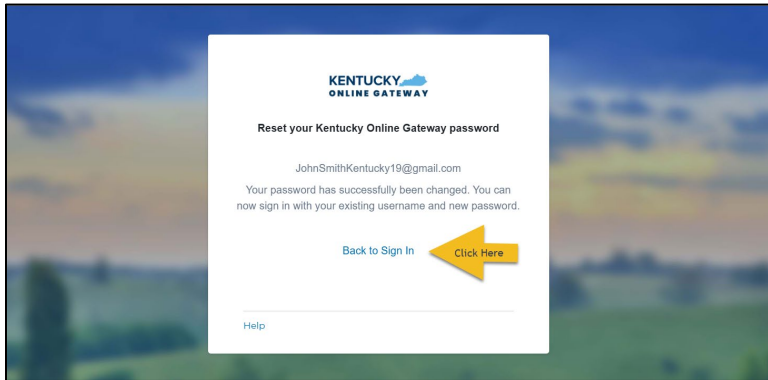 KENTUCKY
ONLINE GATEWAY
Reset your Kentucky Online Gateway password
JohnSmithKentucky19@gmail.com
Your password has successfully been changed. You can
now sign in with your existing username and new password.
Back to Sign In
Click Here
Help